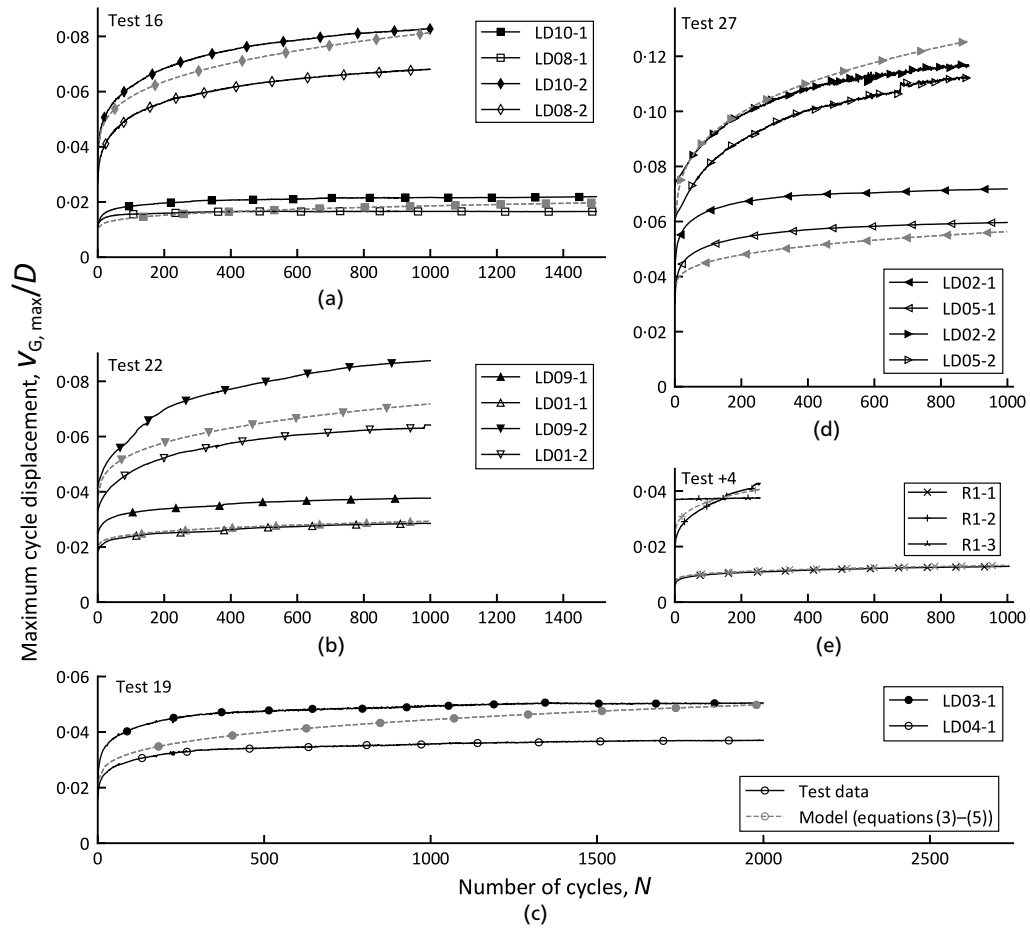 Maximum cycle displacement, vG, max/D
Test 16
0·08
0·06
0·04
0·02
0
0 200 400 600 800 1000 1200 1400
(a)
LD10-1
LD08-1
LD10-2
LD08-2
Test 27
0·12
0·10
0·08
0·06
0·04
0·02
0
0 200 400 600 800 1000
(d)
LD02-1
LD05-1
LD02-2
LD05-2
Test 22
0·08
0·06
0·04
0·02
0
0 200 400 600 800 1000 1200 1400
(b)
LD09-1
LD01-1
LD09-2
LD01-2
Test +4
0·04
0·02
0
0 200 400 600 800 1000
(e)
R1-1
R1-2
R1-3
Test 19
0·06
0·04
0·02
0
0 500 1000 1500 2000 2500
LD03-1
LD04-1
Test data
Model (equations (3)–(5))
Number of cycles, N
(c)